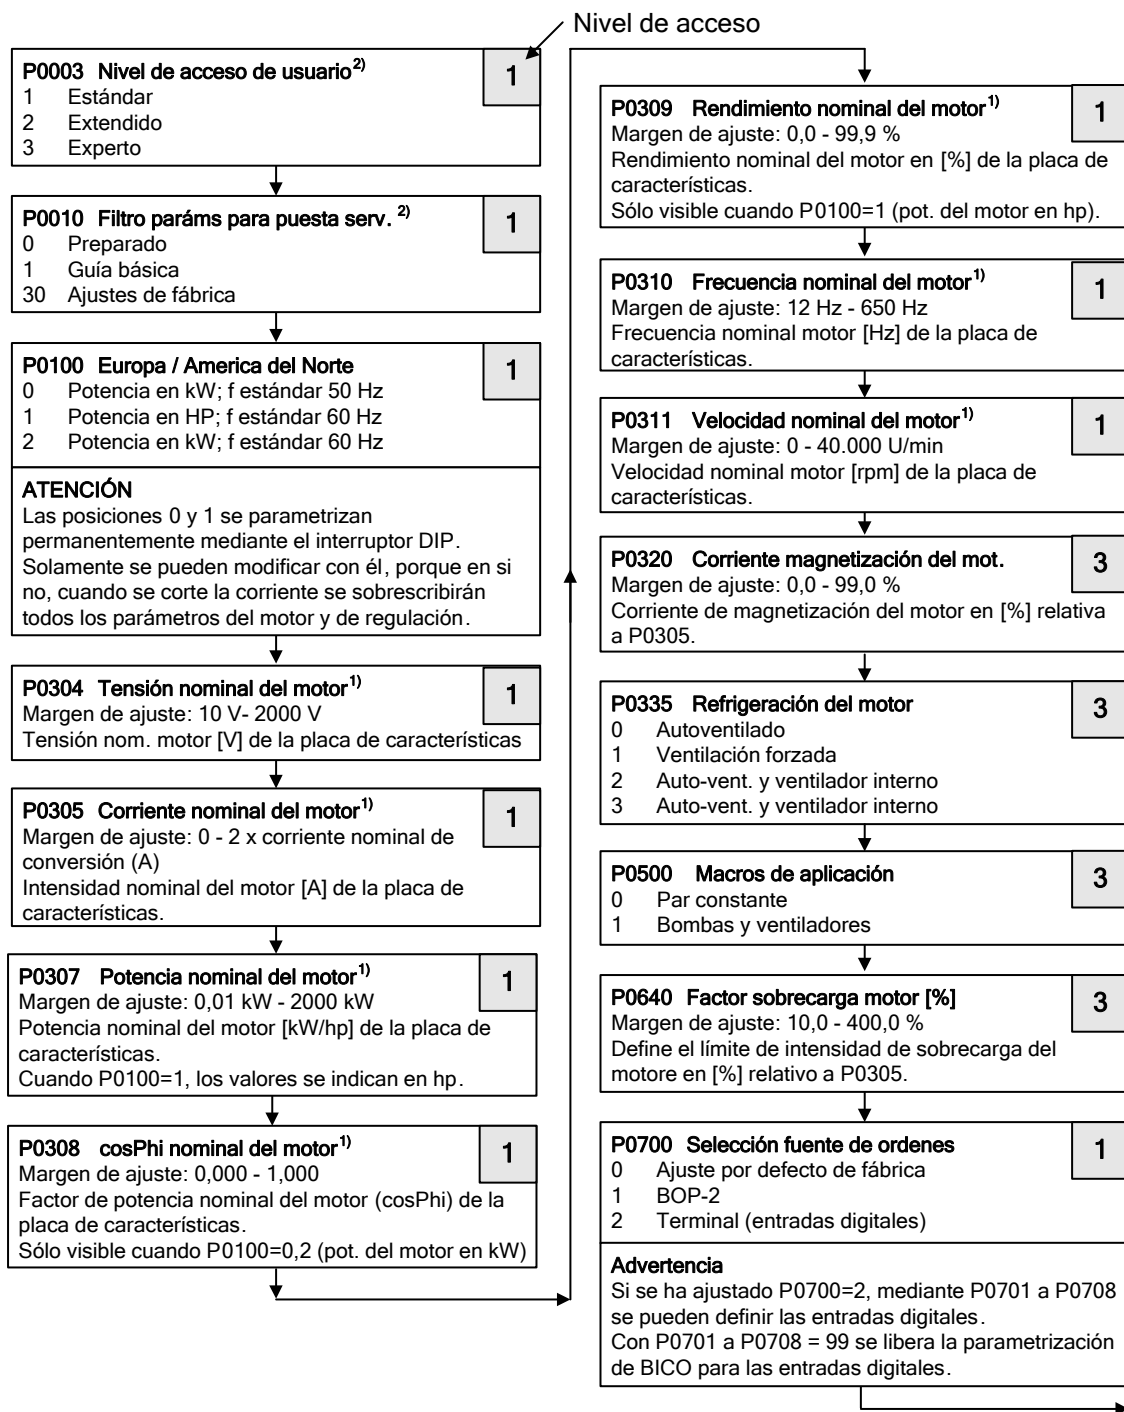 Nivel de acceso
P0003 Nivel de acceso de usuario2)
1
1 Estándar
2 Extendido
3 Experto
P0010 Filtro paráms para puesta serv. 2)
1
0 Preparado
1 Guía básica
30 Ajustes de fábrica
P0100 Europa / America del Norte
1
0 Potencia en kW; f estándar 50 Hz
1 Potencia en HP; f estándar 60 Hz
2 Potencia en kW; f estándar 60 Hz
ATENCIÓN
Las posiciones 0 y 1 se parametrizan
permanentemente mediante el interruptor DIP.
Solamente se pueden modificar con él, porque en si
no, cuando se corte la corriente se sobrescribirán
todos los parámetros del motor y de regulación.
P0304 Tensión nominal del motor1)
1
Margen de ajuste: 10 V- 2000 V
Tensión nom. motor [V] de la placa de características
P0305 Corriente nominal del motor1)
1
Margen de ajuste: 0 - 2 x corriente nominal de
conversión (A)
Intensidad nominal del motor [A] de la placa de
características.
P0307 Potencia nominal del motor1)
1
Margen de ajuste: 0,01 kW - 2000 kW
Potencia nominal del motor [kW/hp] de la placa de
características.
Cuando P0100=1, los valores se indican en hp.
P0308 cosPhi nominal del motor1)
1
Margen de ajuste: 0,000 - 1,000
Factor de potencia nominal del motor (cosPhi) de la
placa de características.
Sólo visible cuando P0100=0,2 (pot. del motor en kW)
P0309 Rendimiento nominal del motor1)
1
Margen de ajuste: 0,0 - 99,9 %
Rendimiento nominal del motor en [%] de la placa de
características.
Sólo visible cuando P0100=1 (pot. del motor en hp).
P0310 Frecuencia nominal del motor1)
1
Margen de ajuste: 12 Hz - 650 Hz
Frecuencia nominal motor [Hz] de la placa de
características.
P0311 Velocidad nominal del motor1)
1
Margen de ajuste: 0 - 40.000 U/min
Velocidad nominal motor [rpm] de la placa de
características.
P0320 Corriente magnetización del mot.
3
Margen de ajuste: 0,0 - 99,0 %
Corriente de magnetización del motor en [%] relativa
a P0305.
P0335 Refrigeración del motor
3
0 Autoventilado
1 Ventilación forzada
2 Auto-vent. y ventilador interno
3 Auto-vent. y ventilador interno
P0500 Macros de aplicación
3
0 Par constante
1 Bombas y ventiladores
P0640 Factor sobrecarga motor [%]
3
Margen de ajuste: 10,0 - 400,0 %
Define el límite de intensidad de sobrecarga del
motore en [%] relativo a P0305.
P0700 Selección fuente de ordenes
1
0 Ajuste por defecto de fábrica
1 BOP-2
2 Terminal (entradas digitales)
Advertencia
Si se ha ajustado P0700=2, mediante P0701 a P0708
se pueden definir las entradas digitales.
Con P0701 a P0708 = 99 se libera la parametrización
de BICO para las entradas digitales.